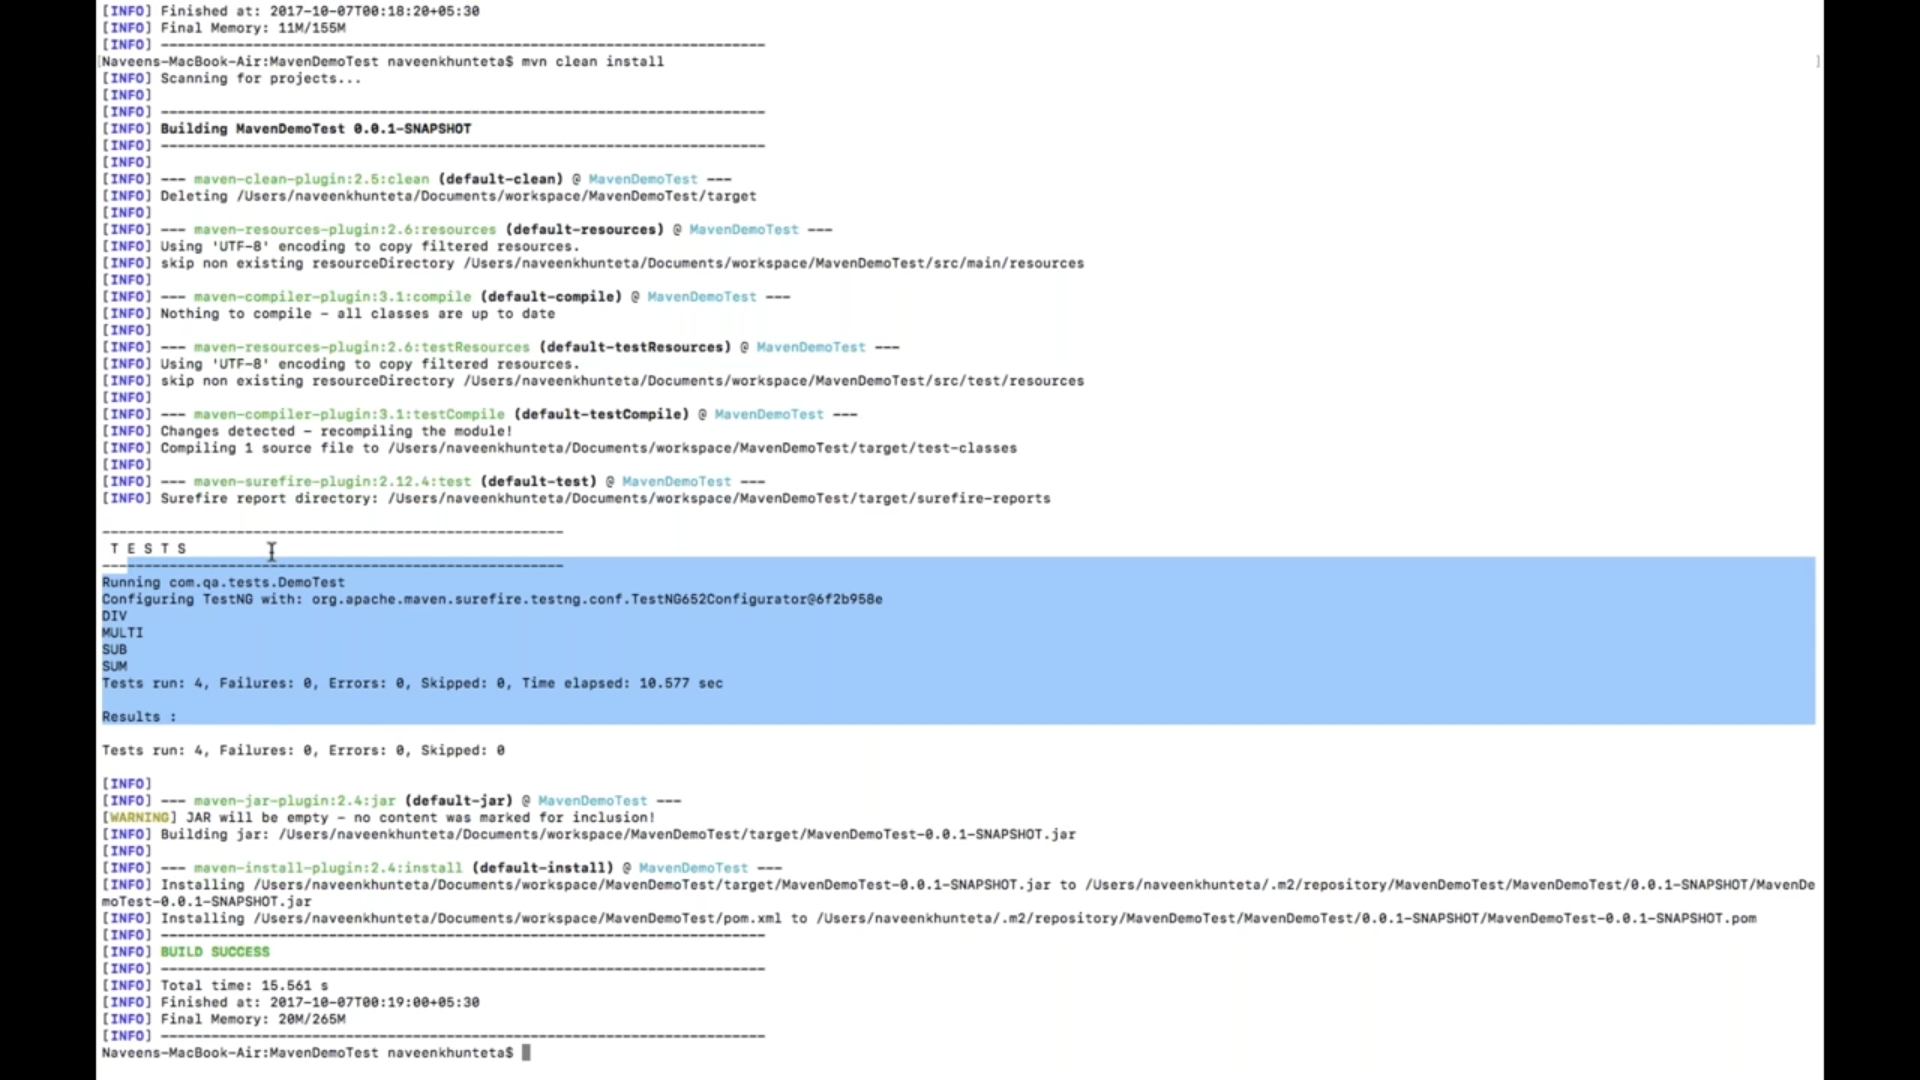 [INFO] Finished at: 2017-10-07T00:18:20+05:30
[INFO] Final Memory: 11M/155M
[INFO] ------------------------------------------------------------------------
[Naveens-MacBook-Air:MavenDemoTest naveenkhunteta$ mvn clean install ]
[INFO] Scanning for projects...
[INFO]
[INFO] ------------------------------------------------------------------------
[INFO] Building MavenDemoTest 0.0.1-SNAPSHOT
[INFO] ------------------------------------------------------------------------
[INFO]
[INFO] --- maven-clean-plugin:2.5:clean (default-clean) @ MavenDemoTest ---
[INFO] Deleting /Users/naveenkhunteta/Documents/workspace/MavenDemoTest/target
[INFO]
[INFO] --- maven-resources-plugin:2.6:resources (default-resources) @ MavenDemoTest ---
[INFO] Using 'UTF-8' encoding to copy filtered resources.
[INFO] skip non existing resourceDirectory /Users/naveenkhunteta/Documents/workspace/MavenDemoTest/src/main/resources
[INFO]
[INFO] --- maven-compiler-plugin:3.1:compile (default-compile) @ MavenDemoTest ---
[INFO] Nothing to compile - all classes are up to date
[INFO]
[INFO] --- maven-resources-plugin:2.6:testResources (default-testResources) @ MavenDemoTest ---
[INFO] Using 'UTF-8' encoding to copy filtered resources.
[INFO] skip non existing resourceDirectory /Users/naveenkhunteta/Documents/workspace/MavenDemoTest/src/test/resources
[INFO]
[INFO] --- maven-compiler-plugin:3.1:testCompile (default-testCompile) @ MavenDemoTest ---
[INFO] Changes detected - recompiling the module!
[INFO] Compiling 1 source file to /Users/naveenkhunteta/Documents/workspace/MavenDemoTest/target/test-classes
[INFO]
[INFO] --- maven-surefire-plugin:2.12.4:test (default-test) @ MavenDemoTest ---
[INFO] Surefire report directory: /Users/naveenkhunteta/Documents/workspace/MavenDemoTest/target/surefire-reports
-------------------------------------------------------
 T E S T S
-------------------------------------------------------
Running com.qa.tests.DemoTest
Configuring TestNG with: org.apache.maven.surefire.testng.conf.TestNG652Configurator@6f2b958e
DIV
MULTI
SUB
SUM
Tests run: 4, Failures: 0, Errors: 0, Skipped: 0, Time elapsed: 10.577 sec
Results :
Tests run: 4, Failures: 0, Errors: 0, Skipped: 0
[INFO]
[INFO] --- maven-jar-plugin:2.4:jar (default-jar) @ MavenDemoTest ---
[WARNING] JAR will be empty - no content was marked for inclusion!
[INFO] Building jar: /Users/naveenkhunteta/Documents/workspace/MavenDemoTest/target/MavenDemoTest-0.0.1-SNAPSHOT.jar
[INFO]
[INFO] --- maven-install-plugin:2.4:install (default-install) @ MavenDemoTest ---
[INFO] Installing /Users/naveenkhunteta/Documents/workspace/MavenDemoTest/target/MavenDemoTest-0.0.1-SNAPSHOT.jar to /Users/naveenkhunteta/.m2/repository/MavenDemoTest/MavenDemoTest/0.0.1-SNAPSHOT/MavenDe
moTest-0.0.1-SNAPSHOT.jar
[INFO] Installing /Users/naveenkhunteta/Documents/workspace/MavenDemoTest/pom.xml to /Users/naveenkhunteta/.m2/repository/MavenDemoTest/MavenDemoTest/0.0.1-SNAPSHOT/MavenDemoTest-0.0.1-SNAPSHOT.pom
[INFO] ------------------------------------------------------------------------
[INFO] BUILD SUCCESS
[INFO] ------------------------------------------------------------------------
[INFO] Total time: 15.561 s
[INFO] Finished at: 2017-10-07T00:19:00+05:30
[INFO] Final Memory: 20M/265M
[INFO] ------------------------------------------------------------------------
Naveens-MacBook-Air:MavenDemoTest naveenkhunteta$